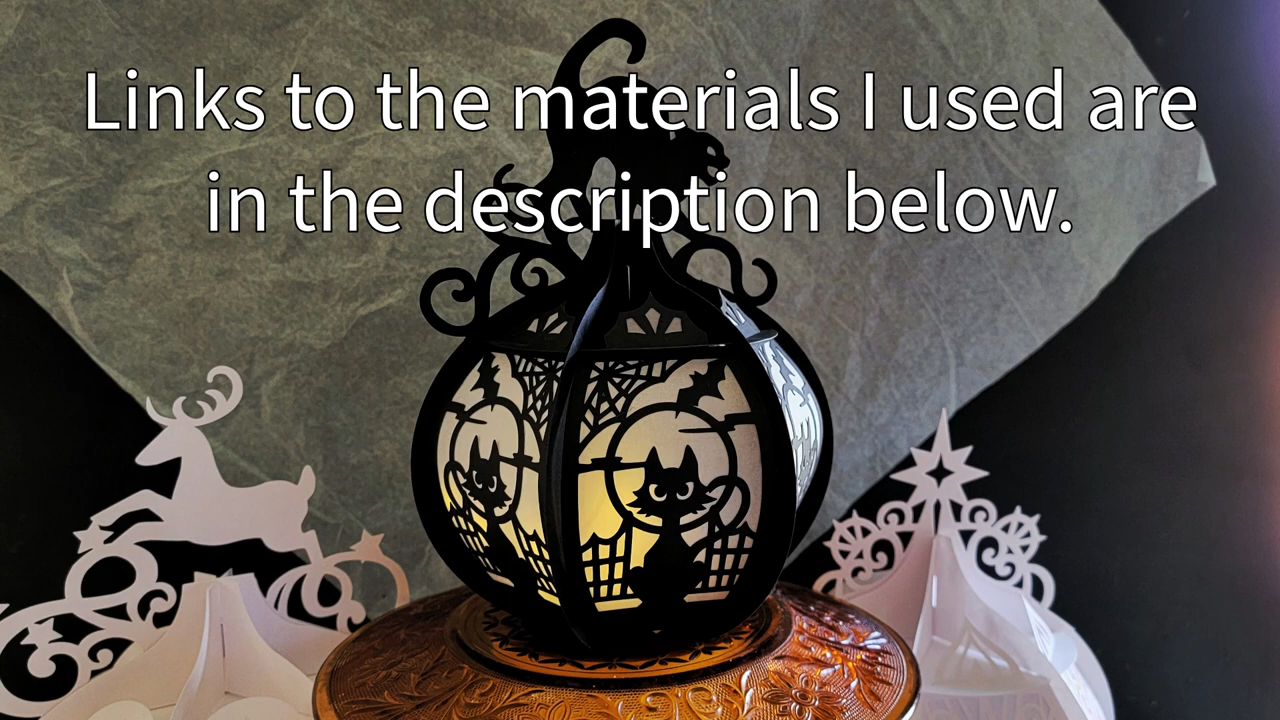 Links to the materials I used are
in the description below.